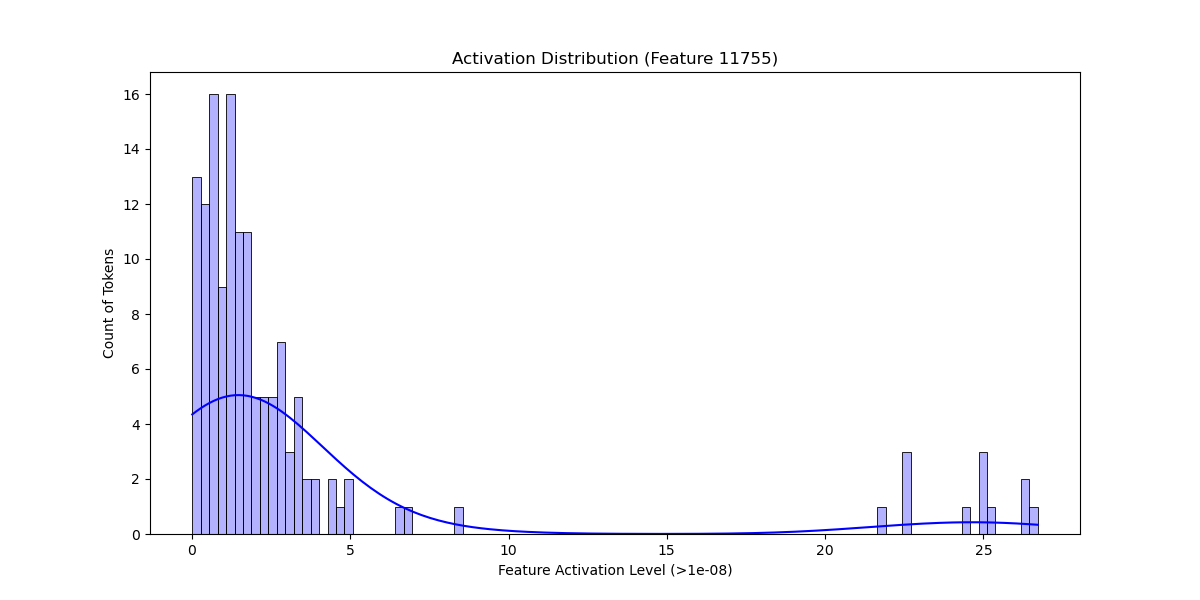 Activation Distribution (Feature 11755)
16
14
12
10
8
6
4
2
0
Count of Tokens
0 5 10 15 20 25
Feature Activation Level (>1e-08)